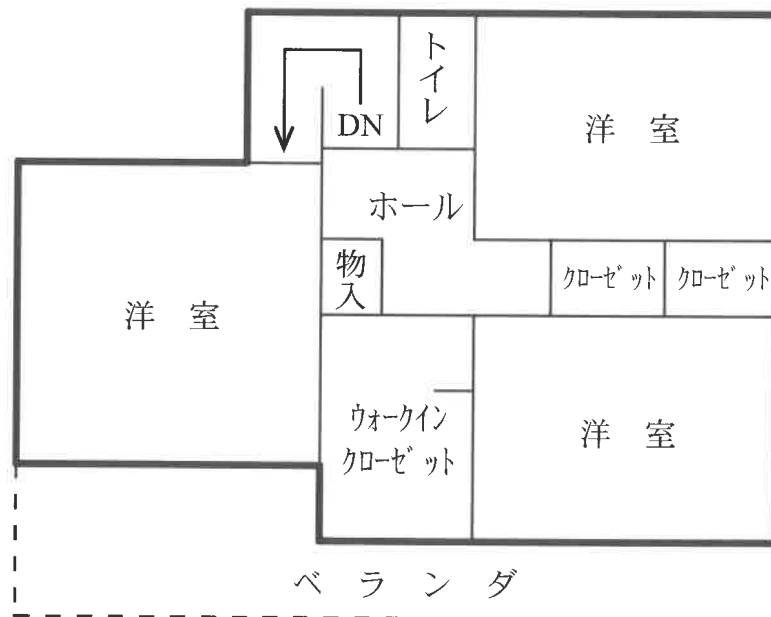 トイレ
DN
洋 室
ホール
物入
クローゼット
クローゼット
洋 室
ウォークイン
クローゼット
洋 室
ベ ラ ン ダ